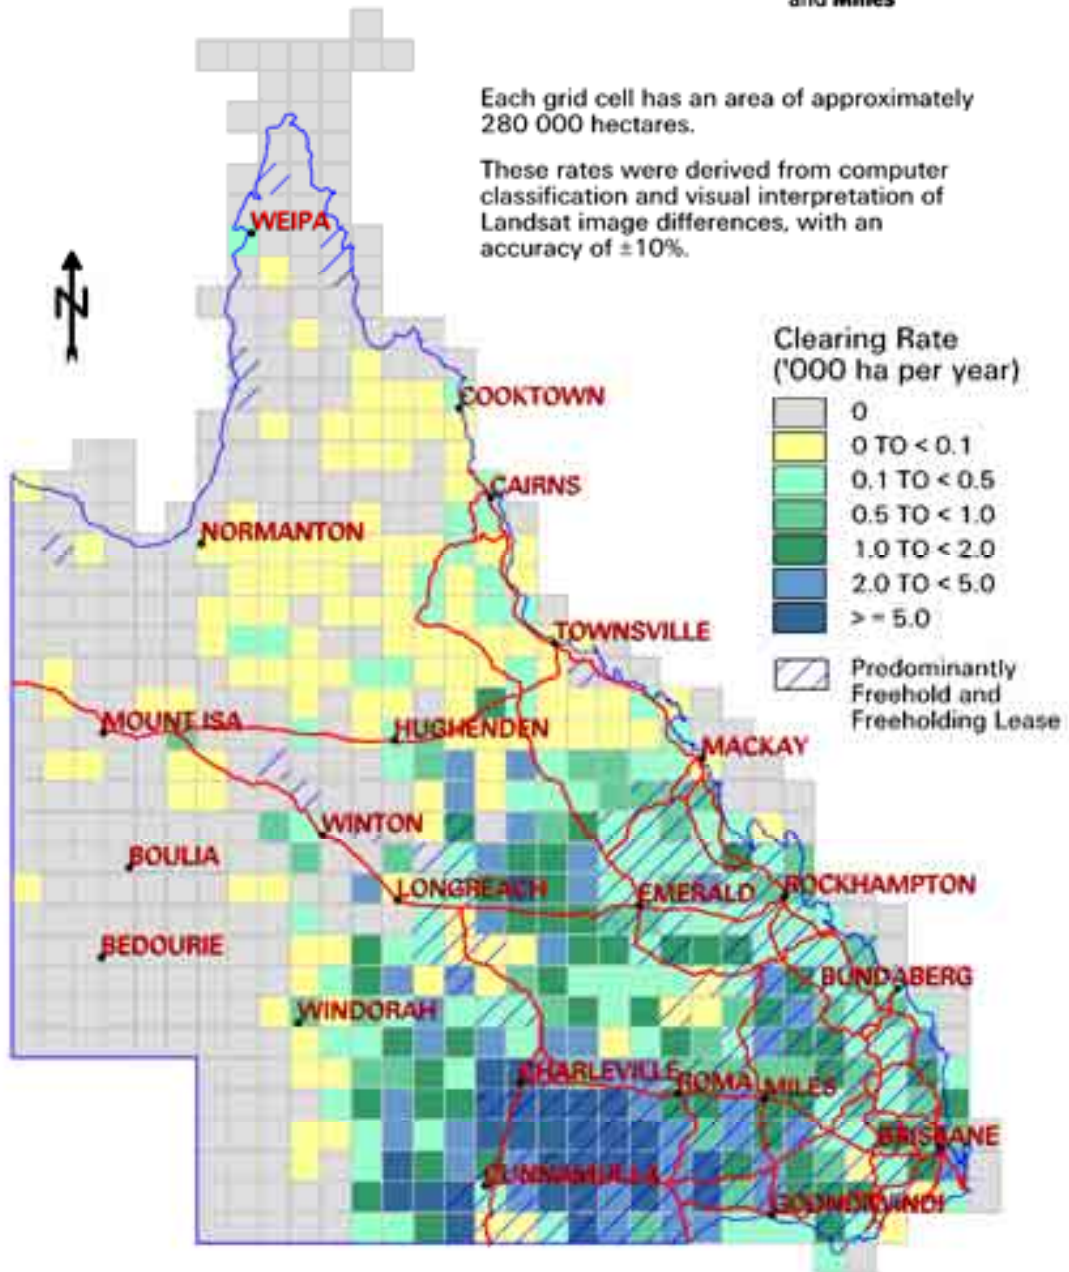 and Miles
Each grid cell has an area of approximately
280 000 hectares.
These rates were derived from computer
classification and visual interpretation of
Landsat image differences, with an
accuracy of ±10%.
WEIPA
N
Clearing Rate
('000 ha per year)
0
0 TO < 0.1
0.1 TO < 0.5
0.5 TO < 1.0
1.0 TO < 2.0
2.0 TO < 5.0
> = 5.0
Predominantly
Freehold and
Freeholding Lease
COOKTOWN
CAIRNS
NORMANTON
TOWNSVILLE
MOUNT ISA
HUGHENDEN
MACKAY
WINTON
BOULIA
LONGREACH
EMERALD
ROCKHAMPTON
BEDOURIE
BUNDABERG
WINDORAH
CHARLEVILLE
ROMA
MILES
BRISBANE
CUNNAMULLA
GOONDIWINDI